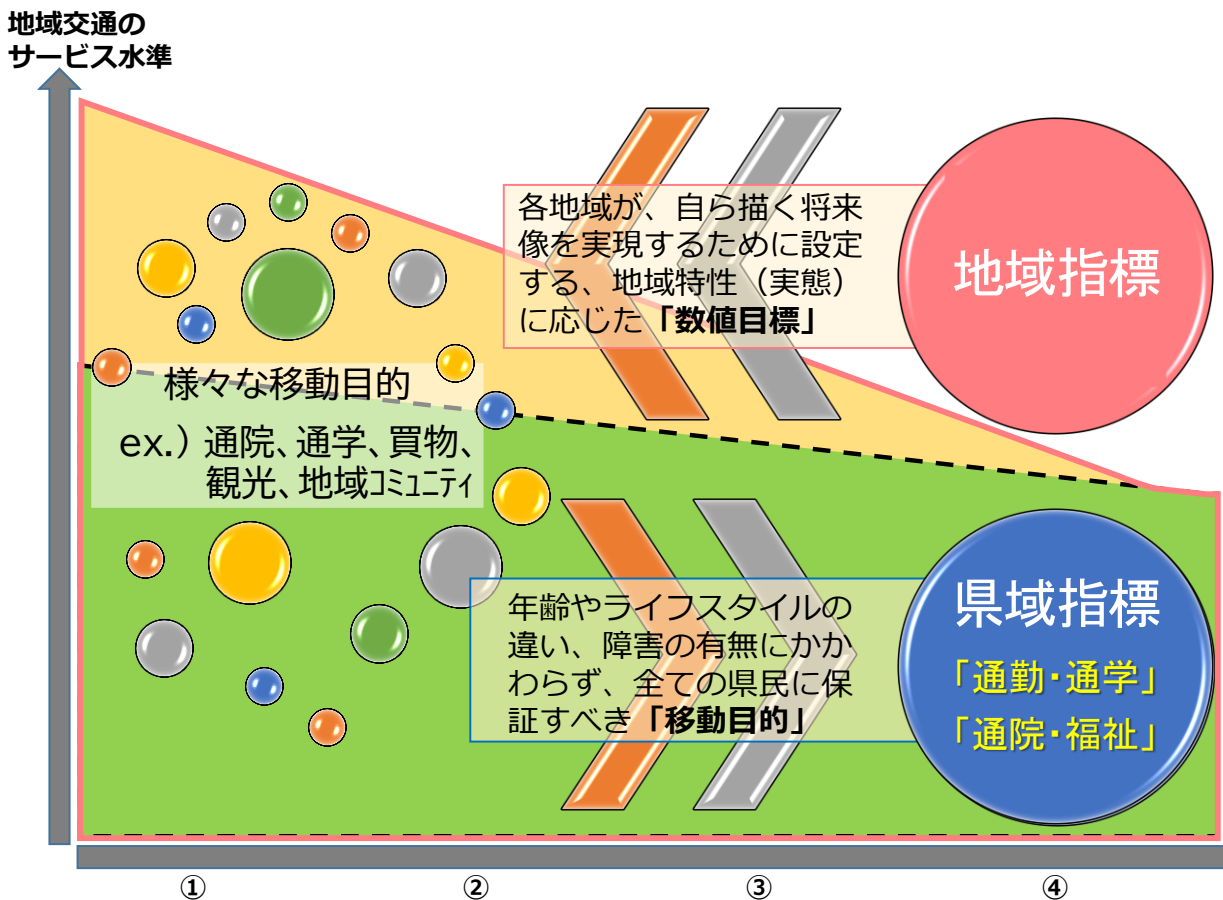 地域交通の
サービス水準
各地域が、自ら描く将来
像を実現するために設定
する、地域特性（実態）
に応じた「数値目標」
地域指標
様々な移動目的
ex.）通院、通学、買物、
観光、地域ｺﾐｭﾆﾃｨ
年齢やライフスタイルの
違い、障害の有無にかか
わらず、全ての県民に保
証すべき「移動目的」
県域指標
「通勤・通学」
「通院・福祉」
① ② ③ ④